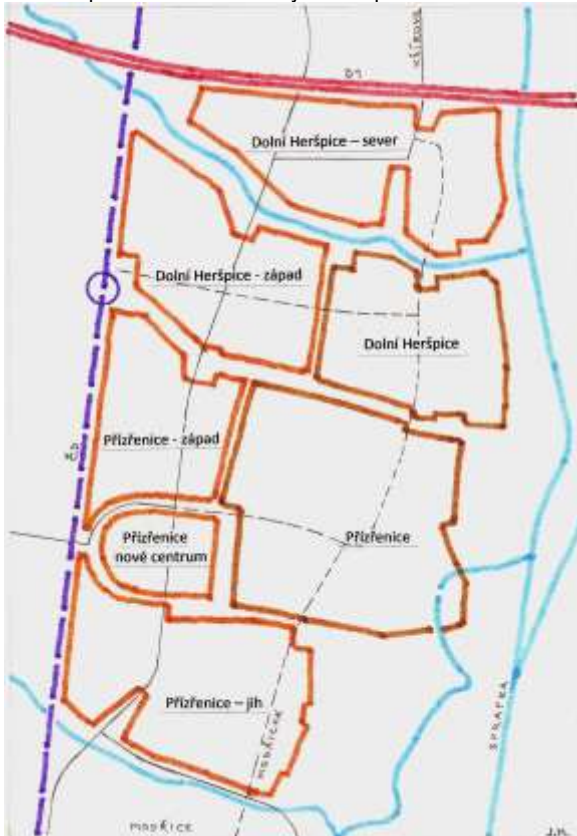 D1
Dolní Heršpice – sever
Dolní Heršpice - západ
Dolní Heršpice
Přízřenice - západ
Přízřenice
nové centrum
Přízřenice
Přízřenice – jih
MODŘICKÁ
SVRATKA
MODŘICE
J.H.